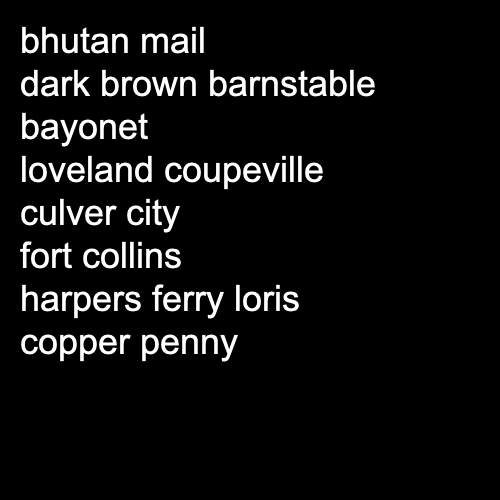 bhutan mail
dark brown barnstable
bayonet
loveland coupeville
culver city
fort collins
harpers ferry loris
copper penny